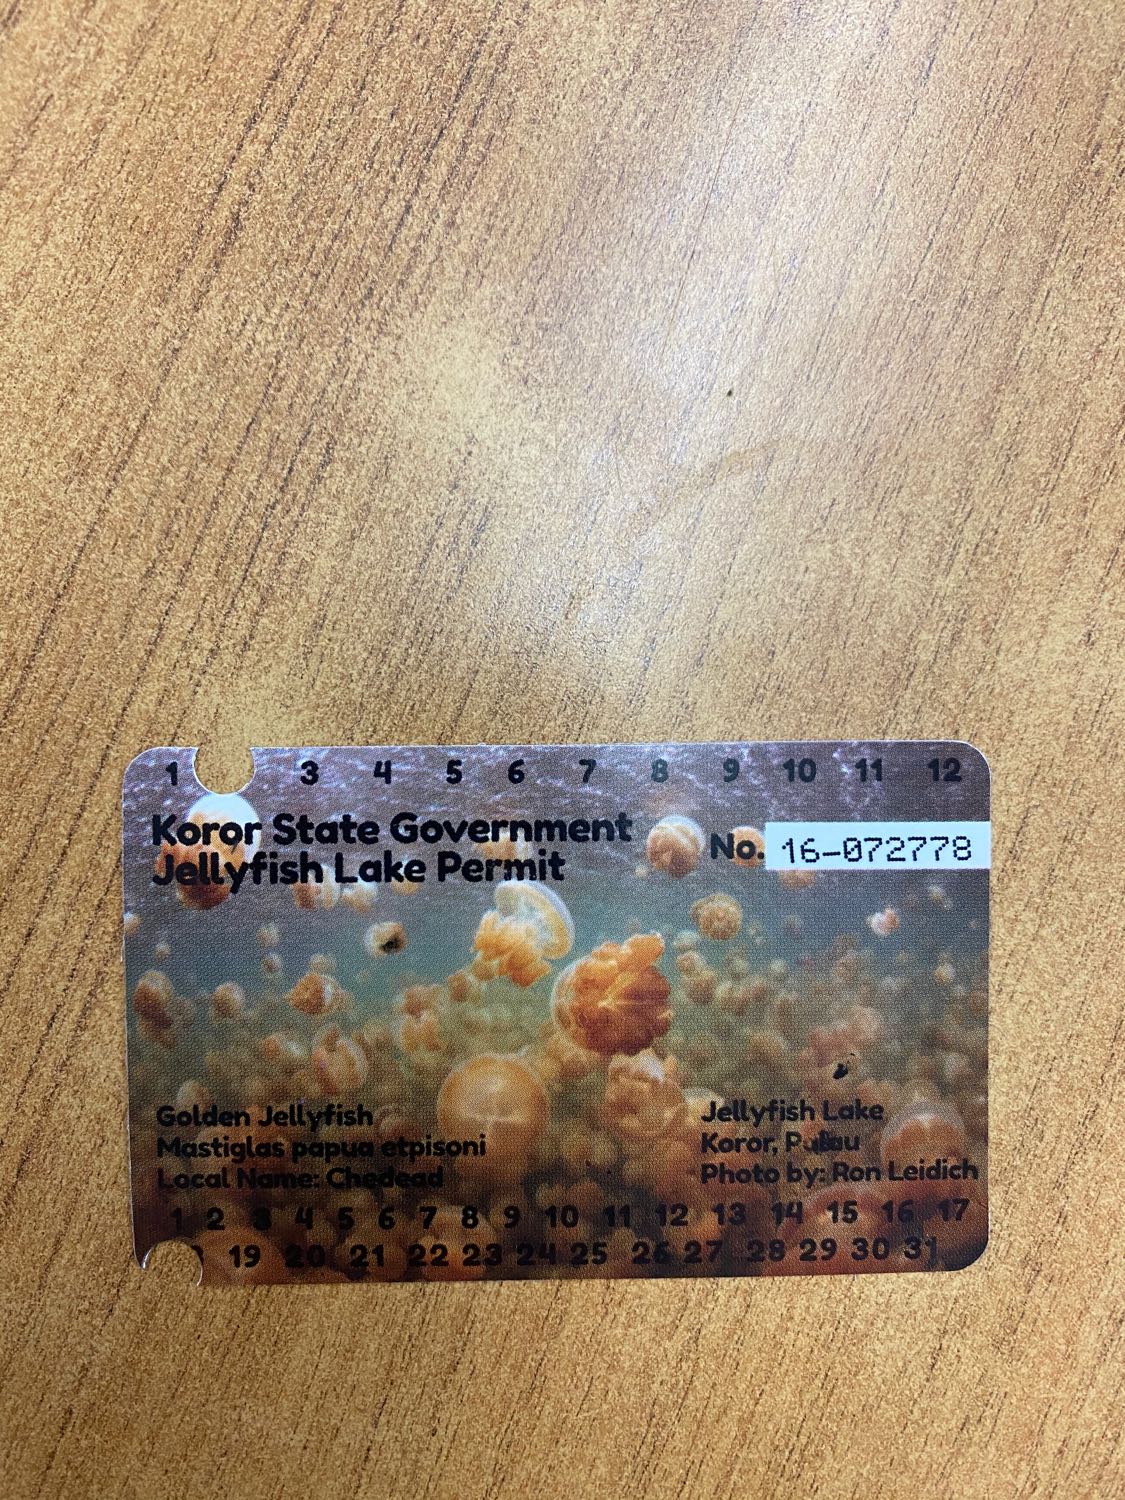 1 3 4 5 6 7 8 9 10 11 12
Koror State Government
Jellyfish Lake Permit
No. 16-072778
Golden Jellyfish
Mastiglas papua etpisoni
Local Name: Chedead
Jellyfish Lake
Koror, Palau
Photo by: Ron Leidich
1 2 3 4 5 6 7 8 9 10 11 12 13 14 15 16 17
19 20 21 22 23 24 25 26 27 28 29 30 31